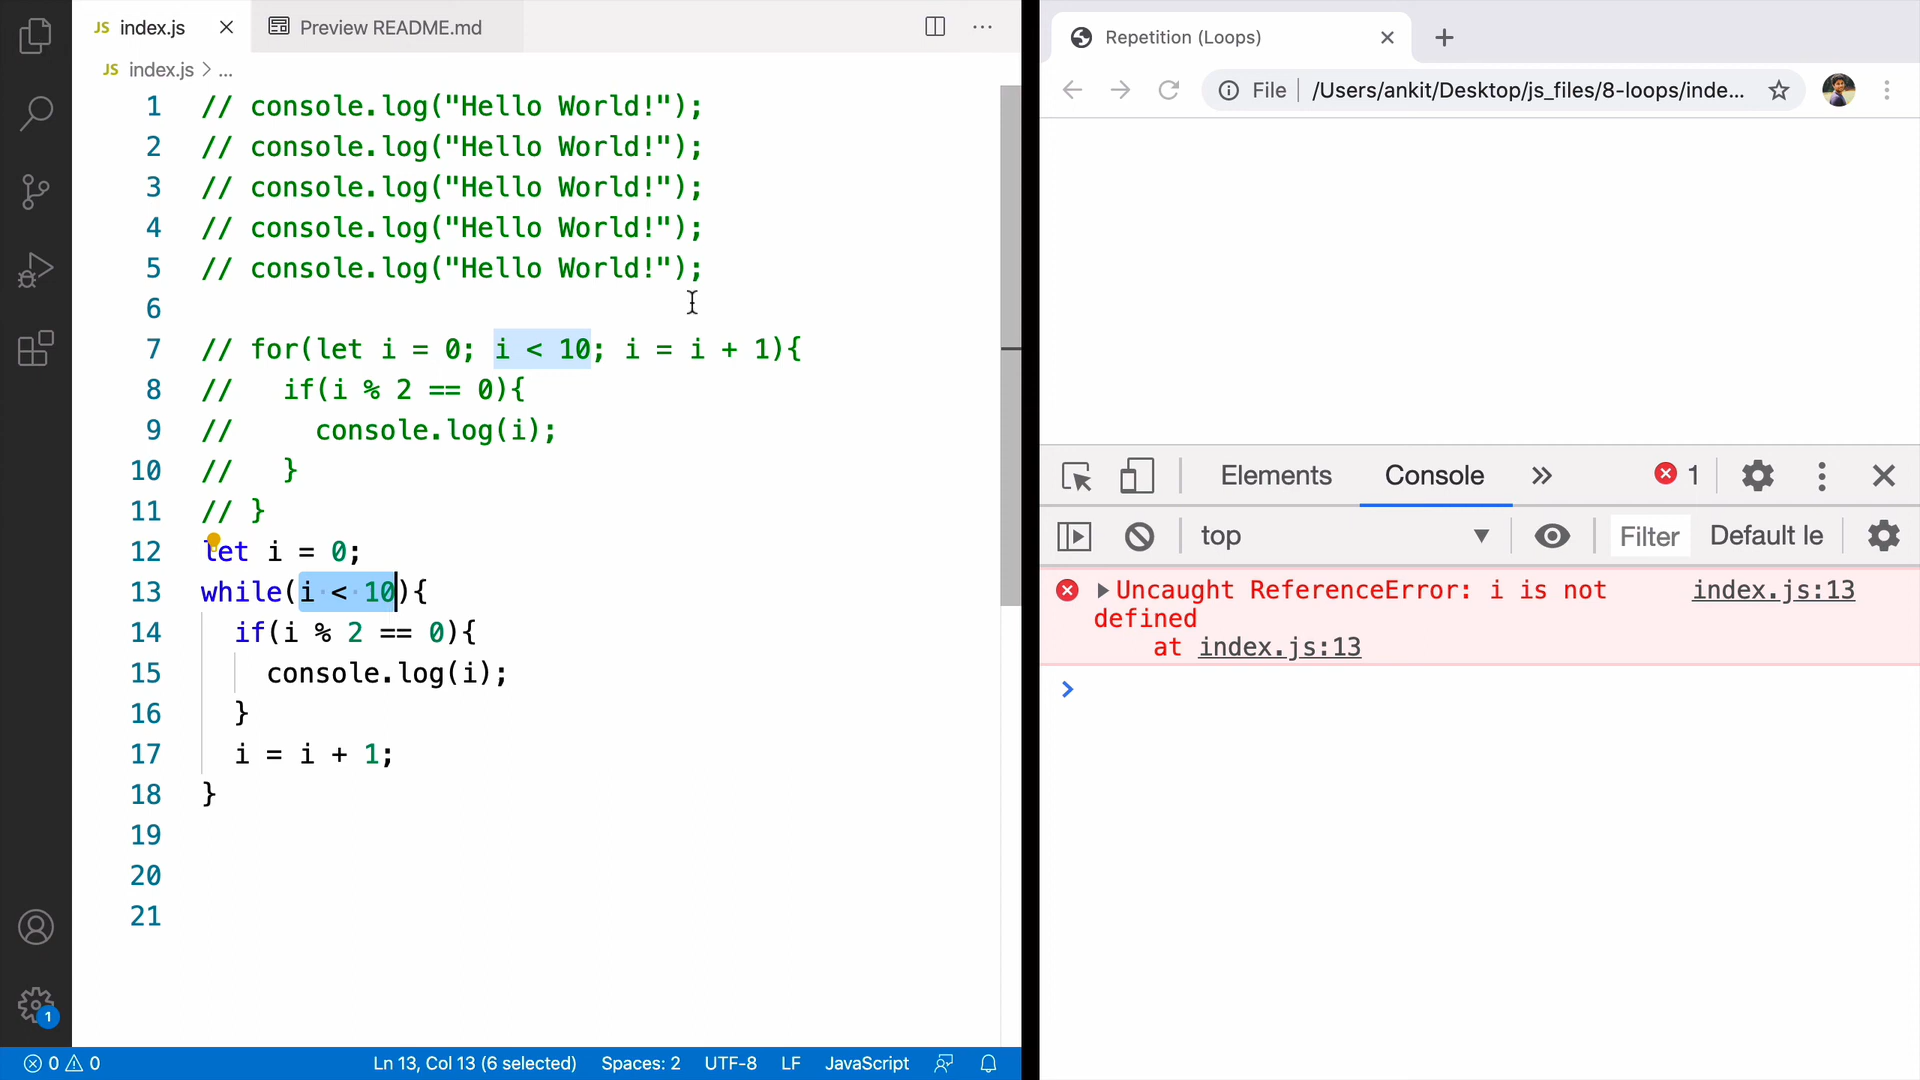 JS index.js
Preview README.md
JS index.js > ...
1 // console.log("Hello World!");
2 // console.log("Hello World!");
3 // console.log("Hello World!");
4 // console.log("Hello World!");
5 // console.log("Hello World!");
6
7 // for(let i = 0; i < 10; i = i + 1){
8 //   if(i % 2 == 0){
9 //     console.log(i);
10 //   }
11 // }
12 let i = 0;
13 while(i < 10){
14   if(i % 2 == 0){
15     console.log(i);
16   }
17   i = i + 1;
18 }
19
20
21
1
0 0
Ln 13, Col 13 (6 selected)
Spaces: 2
UTF-8
LF
JavaScript
Repetition (Loops)
File | /Users/ankit/Desktop/js_files/8-loops/inde...
Elements
Console
1
top
Filter
Default le
Uncaught ReferenceError: i is not index.js:13
defined
at index.js:13